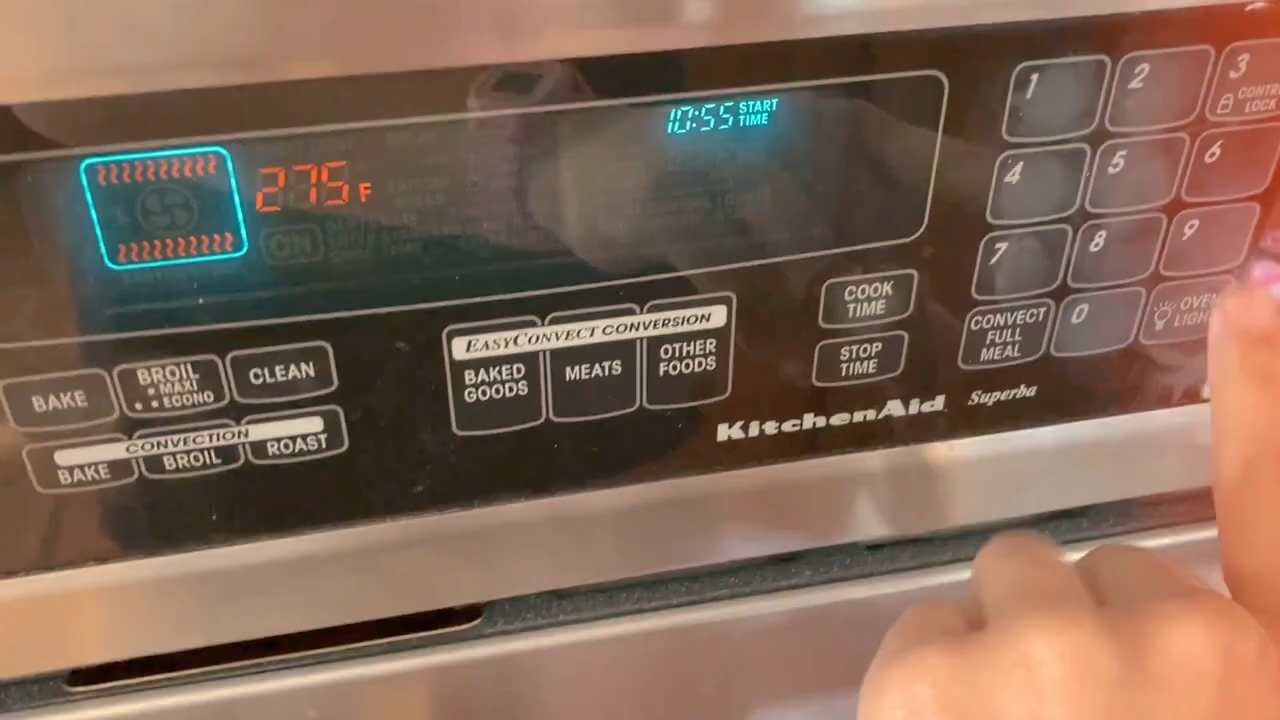 10:55 START TIME
275 F
ON
1
2
3
CONTR
LOCK
4
5
6
7
8
9
CONVECT FULL MEAL
0
OVEN
LIGH
COOK TIME
STOP TIME
BAKE
BROIL
• MAXI
• • ECONO
CLEAN
CONVECTION
BAKE
BROIL
ROAST
EASYCONVECT CONVERSION
BAKED GOODS
MEATS
OTHER FOODS
KitchenAid
Superba